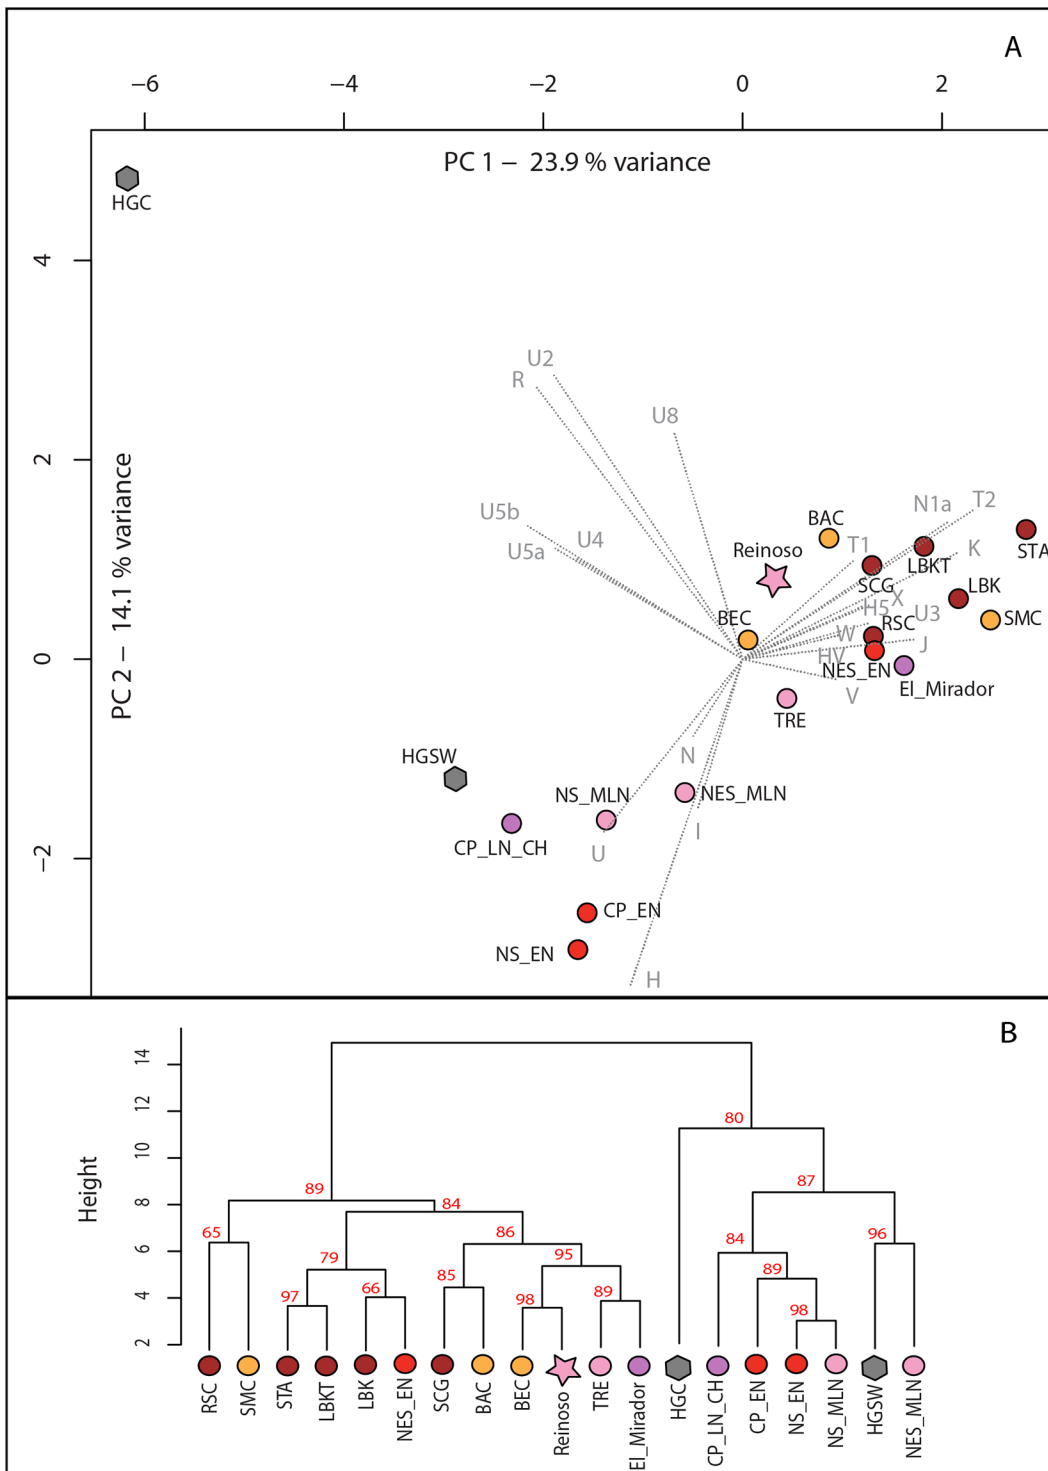 A
−6 −4 −2 0 2
PC 1 – 23.9 % variance
HGC
4
U2
R
U8
2
PC 2 – 14.1 % variance
U5b
U4
U5a
BAC
N1a
T2
STA
Reinoso
T1
LBKT
K
SCG
LBK
X
H5
U3
SMC
BEC
RSC
W
J
0
HV
NES_EN
El_Mirador
V
TRE
N
HGSW
NS_MLN
NES_MLN
I
CP_LN_CH
U
−2
CP_EN
NS_EN
H
B
Height
14
12
10
8
6
4
2
80
87
89
84
65
86
96
84
79
95
89
85
66
97
98
89
98
RSC
SMC
STA
LBKT
LBK
NES_EN
SCG
BAC
BEC
Reinoso
TRE
El_Mirador
HGC
CP_LN_CH
CP_EN
NS_EN
NS_MLN
HGSW
NES_MLN